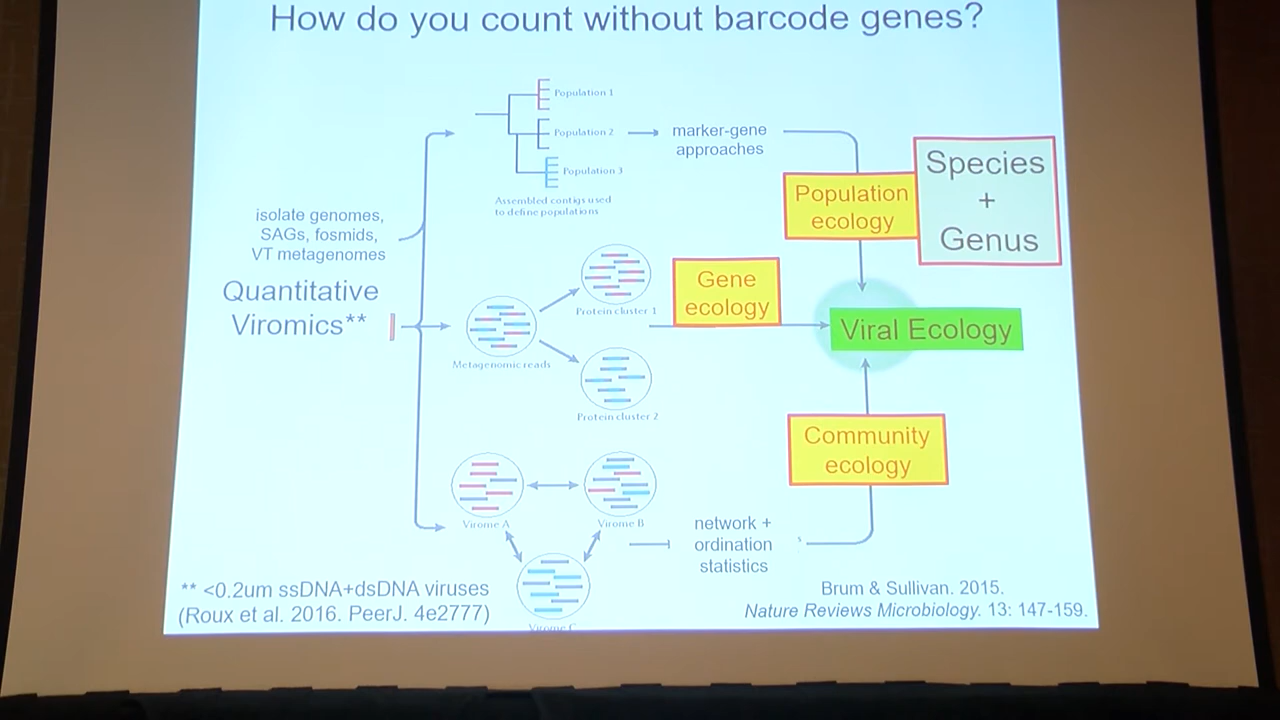 How do you count without barcode genes?
Population 1
Population 2
Population 3
Assembled contigs used
to define populations
marker-gene
approaches
Population
ecology
Species
+
Genus
isolate genomes,
SAGs, fosmids,
VT metagenomes
Quantitative
Viromics**
Metagenomic reads
Protein cluster 1
Protein cluster 2
Gene
ecology
Viral Ecology
Community
ecology
Virome A
Virome B
Virome C
network +
ordination
statistics
** <0.2um ssDNA+dsDNA viruses
(Roux et al. 2016. PeerJ. 4e2777)
Brum & Sullivan. 2015.
Nature Reviews Microbiology. 13: 147-159.